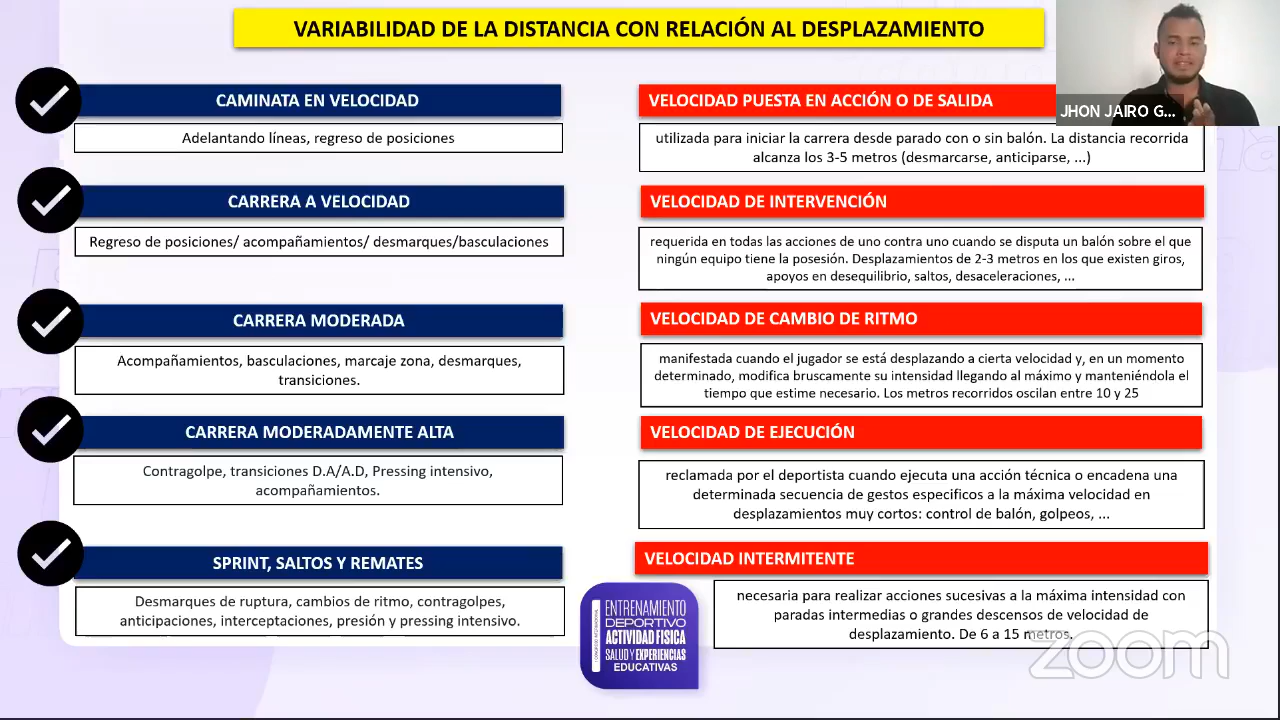 VARIABILIDAD DE LA DISTANCIA CON RELACIÓN AL DESPLAZAMIENTO
JHON JAIRO G...
CAMINATA EN VELOCIDAD
Adelantando líneas, regreso de posiciones
CARRERA A VELOCIDAD
Regreso de posiciones/ acompañamientos/ desmarques/basculaciones
CARRERA MODERADA
Acompañamientos, basculaciones, marcaje zona, desmarques,
transiciones.
CARRERA MODERADAMENTE ALTA
Contragolpe, transiciones D.A/A.D, Pressing intensivo,
acompañamientos.
SPRINT, SALTOS Y REMATES
Desmarques de ruptura, cambios de ritmo, contragolpes,
anticipaciones, interceptaciones, presión y pressing intensivo.
VELOCIDAD PUESTA EN ACCIÓN O DE SALIDA
utilizada para iniciar la carrera desde parado con o sin balón. La distancia recorrida
alcanza los 3-5 metros (desmarcarse, anticiparse, ...)
VELOCIDAD DE INTERVENCIÓN
requerida en todas las acciones de uno contra uno cuando se disputa un balón sobre el que
ningún equipo tiene la posesión. Desplazamientos de 2-3 metros en los que existen giros,
apoyos en desequilibrio, saltos, desaceleraciones, ...
VELOCIDAD DE CAMBIO DE RITMO
manifestada cuando el jugador se está desplazando a cierta velocidad y, en un momento
determinado, modifica bruscamente su intensidad llegando al máximo y manteniéndola el
tiempo que estime necesario. Los metros recorridos oscilan entre 10 y 25
VELOCIDAD DE EJECUCIÓN
reclamada por el deportista cuando ejecuta una acción técnica o encadena una
determinada secuencia de gestos especificos a la máxima velocidad en
desplazamientos muy cortos: control de balón, golpeos, ...
VELOCIDAD INTERMITENTE
necesaria para realizar acciones sucesivas a la máxima intensidad con
paradas intermedias o grandes descensos de velocidad de
desplazamiento. De 6 a 15 metros.
ENTRENAMIENTO
DEPORTIVO
ACTIVIDAD FISICA
SALUD Y EXPERIENCIAS
EDUCATIVAS
zoom